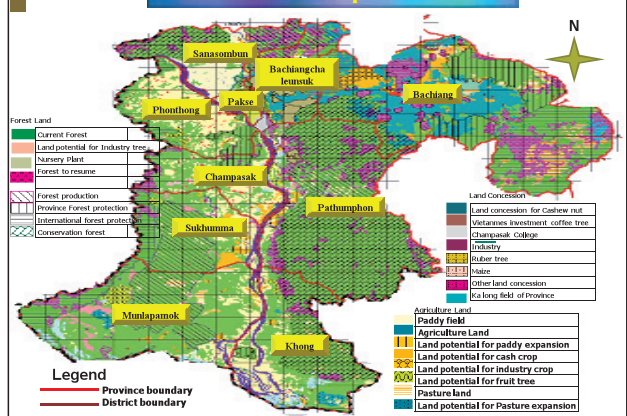 N
Sanasombun
Bachiangcha
leunsuk
Bachiang
Phonthong
Pakse
Champasak
Pathumphon
Sukhumma
Munlapamok
Khong
Forest Land
Current Forest
Land potential for Industry tree
Nursery Plant
Forest to resume
Forest production
Province Forest protection
International forest protection
Conservation forest
Land Concession
Land concession for Cashew nut
Vietannes investment coffee tree
Champasak College
Industry
Ruber tree
Maize
Other land concession
Ka long field of Province
Agriculture Land
Paddy field
Agriculture Land
Land potential for paddy expansion
Land potential for cash crop
Land potential for industry crop
Land potential for fruit tree
Pasture land
Land potential for Pasture expansion
Legend
Province boundary
District boundary